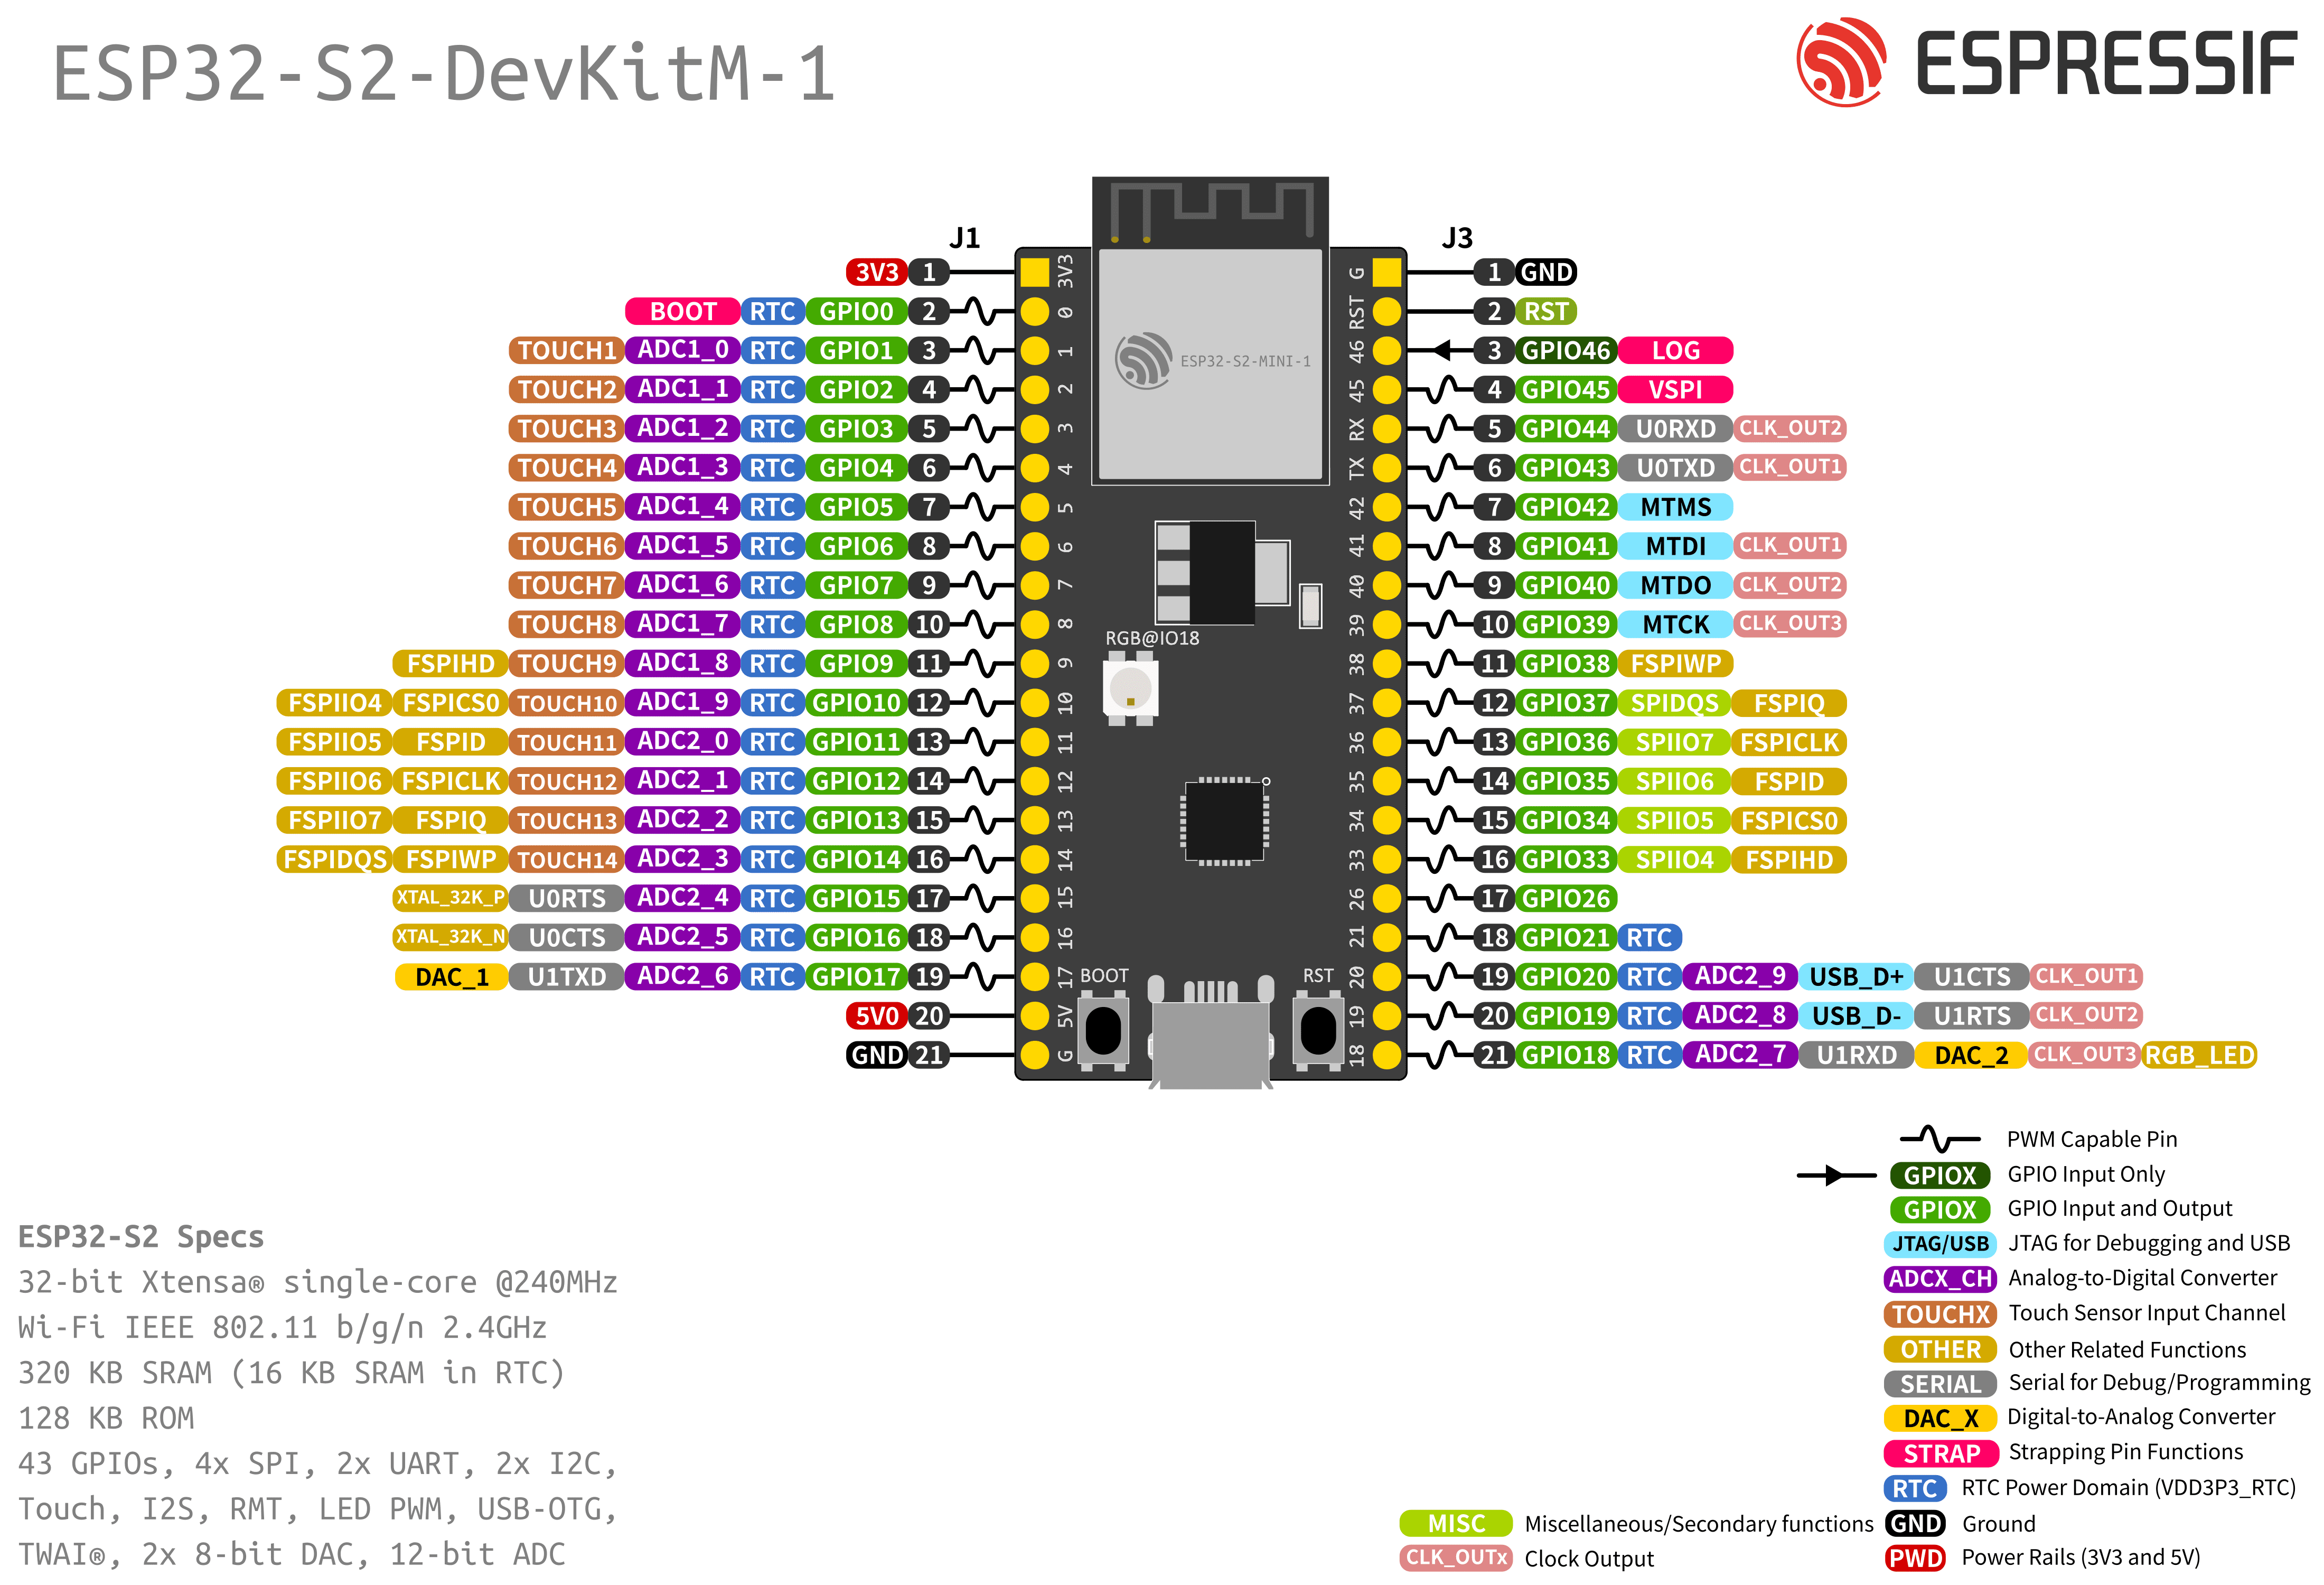 ESP32-S2-DevKitM-1
ESPRESSIF
J1 J3
3V3 1 3V3 G 1 GND
BOOT RTC GPIO0 2 0 RST 2 RST
TOUCH1 ADC1_0 RTC GPIO1 3 1 46 3 GPIO46 LOG
ESP32-S2-MINI-1
TOUCH2 ADC1_1 RTC GPIO2 4 2 45 4 GPIO45 VSPI
TOUCH3 ADC1_2 RTC GPIO3 5 3 RX 5 GPIO44 U0RXD CLK_OUT2
TOUCH4 ADC1_3 RTC GPIO4 6 4 TX 6 GPIO43 U0TXD CLK_OUT1
TOUCH5 ADC1_4 RTC GPIO5 7 5 42 7 GPIO42 MTMS
TOUCH6 ADC1_5 RTC GPIO6 8 6 41 8 GPIO41 MTDI CLK_OUT1
TOUCH7 ADC1_6 RTC GPIO7 9 7 40 9 GPIO40 MTDO CLK_OUT2
TOUCH8 ADC1_7 RTC GPIO8 10 8 39 10 GPIO39 MTCK CLK_OUT3
RGB@IO18
FSPIHD TOUCH9 ADC1_8 RTC GPIO9 11 9 38 11 GPIO38 FSPIWP
FSPIIO4 FSPICS0 TOUCH10 ADC1_9 RTC GPIO10 12 10 37 12 GPIO37 SPIDQS FSPIQ
FSPIIO5 FSPID TOUCH11 ADC2_0 RTC GPIO11 13 11 36 13 GPIO36 SPIIO7 FSPICLK
FSPIIO6 FSPICLK TOUCH12 ADC2_1 RTC GPIO12 14 12 35 14 GPIO35 SPIIO6 FSPID
FSPIIO7 FSPIQ TOUCH13 ADC2_2 RTC GPIO13 15 13 34 15 GPIO34 SPIIO5 FSPICS0
FSPIDQS FSPIWP TOUCH14 ADC2_3 RTC GPIO14 16 14 33 16 GPIO33 SPIIO4 FSPIHD
XTAL_32K_P U0RTS ADC2_4 RTC GPIO15 17 15 26 17 GPIO26
XTAL_32K_N U0CTS ADC2_5 RTC GPIO16 18 16 21 18 GPIO21 RTC
DAC_1 U1TXD ADC2_6 RTC GPIO17 19 17 BOOT RST 20 19 GPIO20 RTC ADC2_9 USB_D+ U1CTS CLK_OUT1
5V0 20 5V 19 20 GPIO19 RTC ADC2_8 USB_D- U1RTS CLK_OUT2
GND 21 G 18 21 GPIO18 RTC ADC2_7 U1RXD DAC_2 CLK_OUT3 RGB_LED
PWM Capable Pin
GPIOX GPIO Input Only
GPIOX GPIO Input and Output
JTAG/USB JTAG for Debugging and USB
ADCX_CH Analog-to-Digital Converter
TOUCHX Touch Sensor Input Channel
OTHER Other Related Functions
SERIAL Serial for Debug/Programming
DAC_X Digital-to-Analog Converter
STRAP Strapping Pin Functions
RTC RTC Power Domain (VDD3P3_RTC)
MISC Miscellaneous/Secondary functions GND Ground
CLK_OUTx Clock Output PWD Power Rails (3V3 and 5V)
ESP32-S2 Specs
32-bit Xtensa® single-core @240MHz
Wi-Fi IEEE 802.11 b/g/n 2.4GHz
320 KB SRAM (16 KB SRAM in RTC)
128 KB ROM
43 GPIOs, 4x SPI, 2x UART, 2x I2C,
Touch, I2S, RMT, LED PWM, USB-OTG,
TWAI®, 2x 8-bit DAC, 12-bit ADC